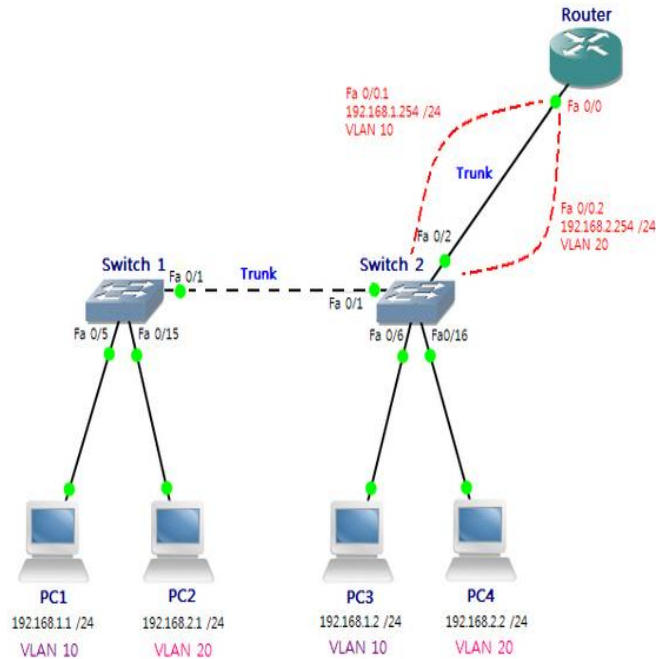 Router
Fa 0/0.1
192.168.1.254 /24
VLAN 10
Fa 0/0
Trunk
Fa 0/0.2
192.168.2.254 /24
VLAN 20
Fa 0/2
Switch 1
Fa 0/1
Trunk
Switch 2
Fa 0/1
Fa 0/5
Fa 0/15
Fa 0/6
Fa0/16
PC1
192.168.1.1 /24
VLAN 10
PC2
192.168.2.1 /24
VLAN 20
PC3
192.168.1.2 /24
VLAN 10
PC4
192.168.2.2 /24
VLAN 20